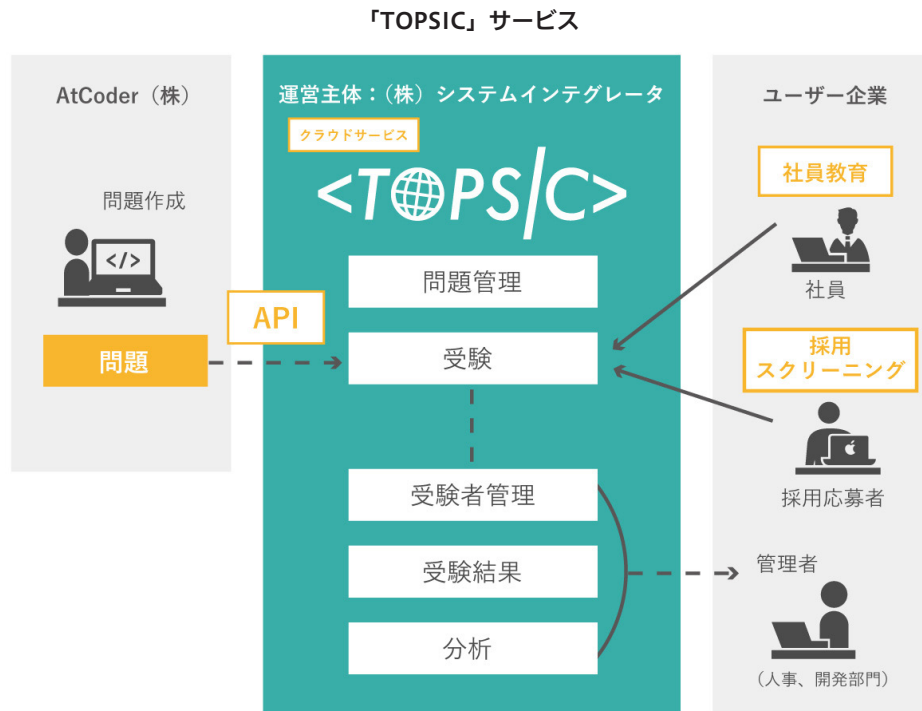 「TOPSIC」サービス
AtCoder（株）
問題作成
</>
問題
API
運営主体：（株）システムインテグレータ
クラウドサービス
<TOPSIC>
問題管理
受験
受験者管理
受験結果
分析
ユーザー企業
社員教育
社員
採用
スクリーニング
採用応募者
管理者
（人事、開発部門）